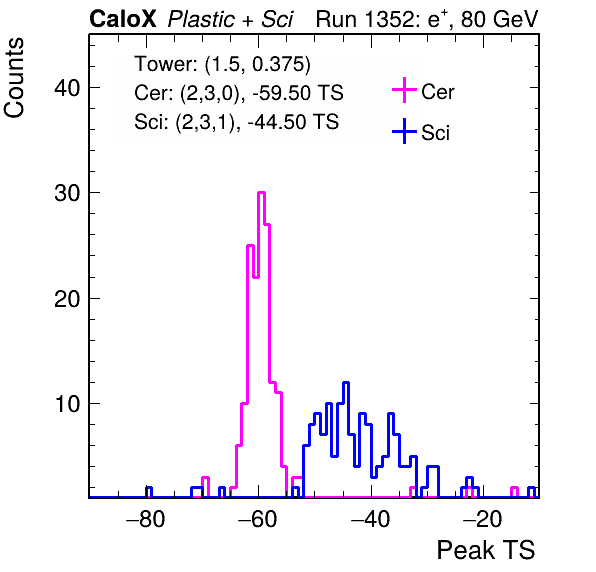 CaloX Plastic + Sci Run 1352: e⁺, 80 GeV
Counts
Tower: (1.5, 0.375)
Cer: (2,3,0), -59.50 TS
Sci: (2,3,1), -44.50 TS
Cer
Sci
40
30
20
10
−80 −60 −40 −20
Peak TS